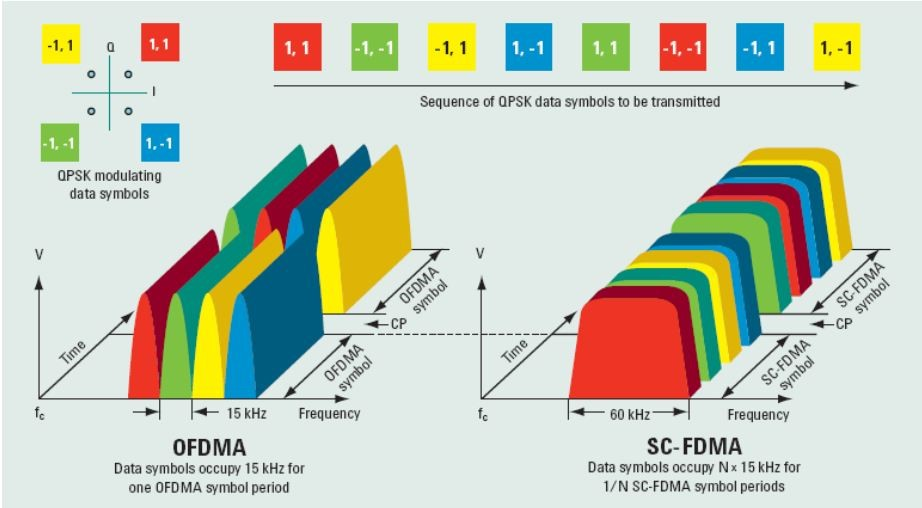 -1, 1
1, 1
Q
I
-1, -1
1, -1
QPSK modulating
data symbols
1, 1
-1, -1
-1, 1
1, -1
1, 1
-1, -1
-1, 1
1, -1
Sequence of QPSK data symbols to be transmitted
V
Time
fc
15 kHz
Frequency
OFDMA
symbol
CP
OFDMA
symbol
OFDMA
Data symbols occupy 15 kHz for
one OFDMA symbol period
V
Time
fc
60 kHz
Frequency
SC-FDMA
symbol
CP
SC-FDMA
symbol
SC-FDMA
Data symbols occupy N x 15 kHz for
1/N SC-FDMA symbol periods